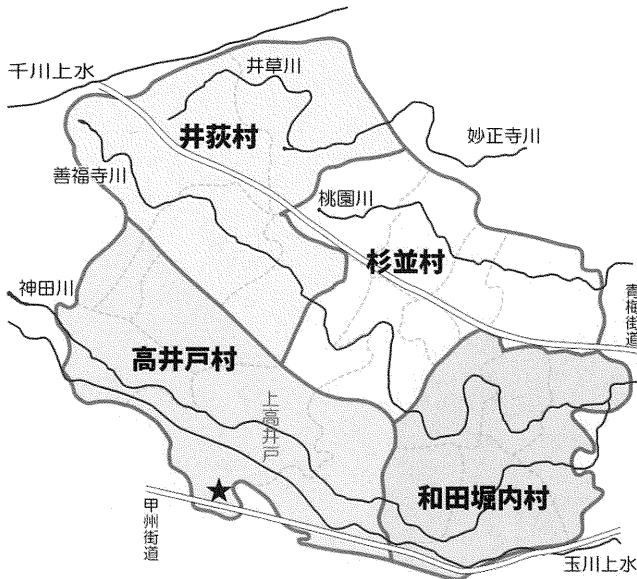 千川上水
井草川
井荻村
妙正寺川
善福寺川
桃園川
杉並村
神田川
青梅街道
高井戸村
上高井戸
和田堀内村
甲州街道
玉川上水